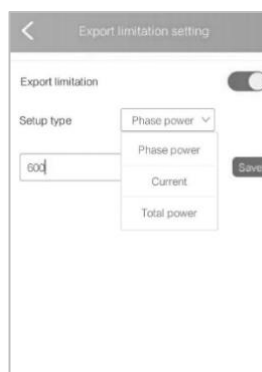 Export limitation setting
Export limitation
Setup type
Phase power
Phase power
600
Save
Current
Total power